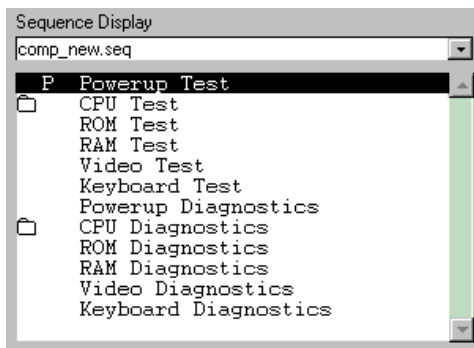 Sequence Display
comp_new.seq
P Powerup Test
CPU Test
ROM Test
RAM Test
Video Test
Keyboard Test
Powerup Diagnostics
CPU Diagnostics
ROM Diagnostics
RAM Diagnostics
Video Diagnostics
Keyboard Diagnostics